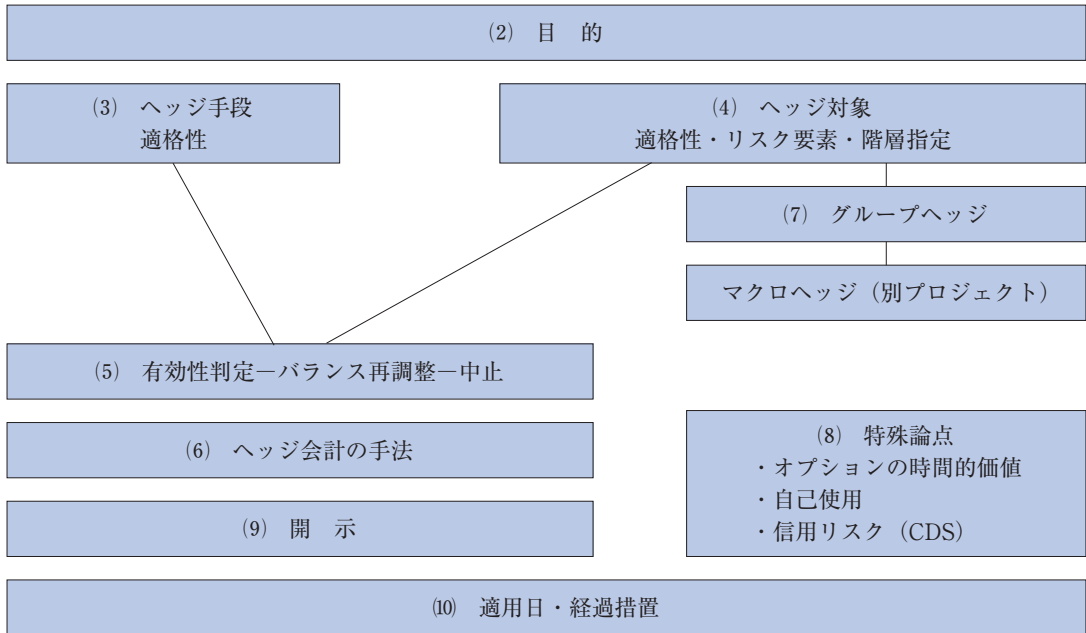 ⑵ 目　的
⑶ ヘッジ手段
適格性
⑷ ヘッジ対象
適格性・リスク要素・階層指定
⑺ グループヘッジ
マクロヘッジ（別プロジェクト）
⑸ 有効性判定－バランス再調整－中止
⑹ ヘッジ会計の手法
⑻ 特殊論点
・オプションの時間的価値
・自己使用
・信用リスク（CDS）
⑼ 開　示
⑽ 適用日・経過措置